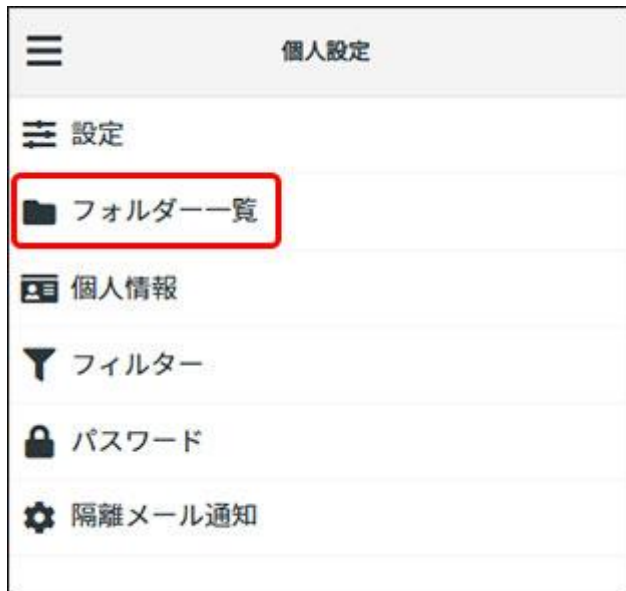 個人設定
設定
フォルダー一覧
個人情報
フィルター
パスワード
隔離メール通知